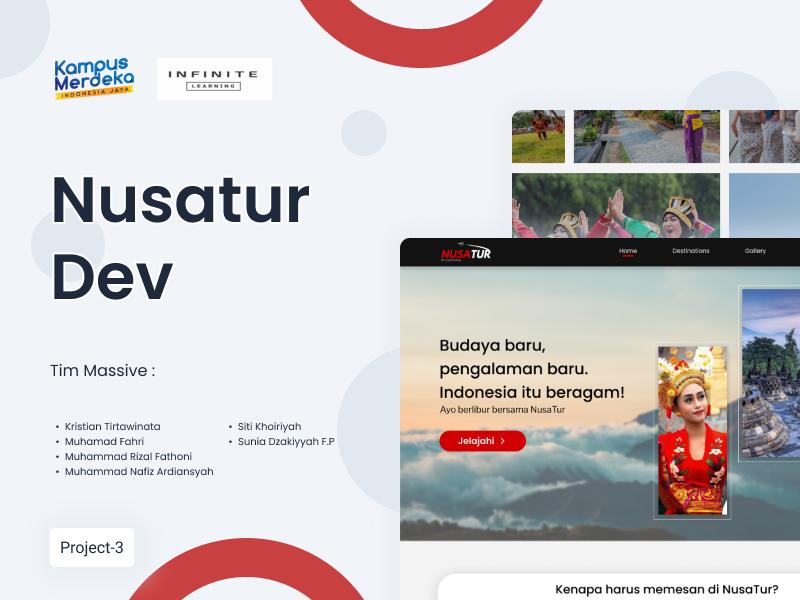 Kampus
Merdeka
INDONESIA JAYA
INFINITE
LEARNING
Nusatur
Dev
Tim Massive :
• Kristian Tirtawinata
• Muhamad Fahri
• Muhammad Rizal Fathoni
• Muhammad Nafiz Ardiansyah
• Siti Khoiriyah
• Sunia Dzakiyyah F.P
Project-3
NUSATUR
Home
Destinations
Gallery
Budaya baru,
pengalaman baru.
Indonesia itu beragam!
Ayo berlibur bersama NusaTur
Jelajahi
Kenapa harus memesan di NusaTur?